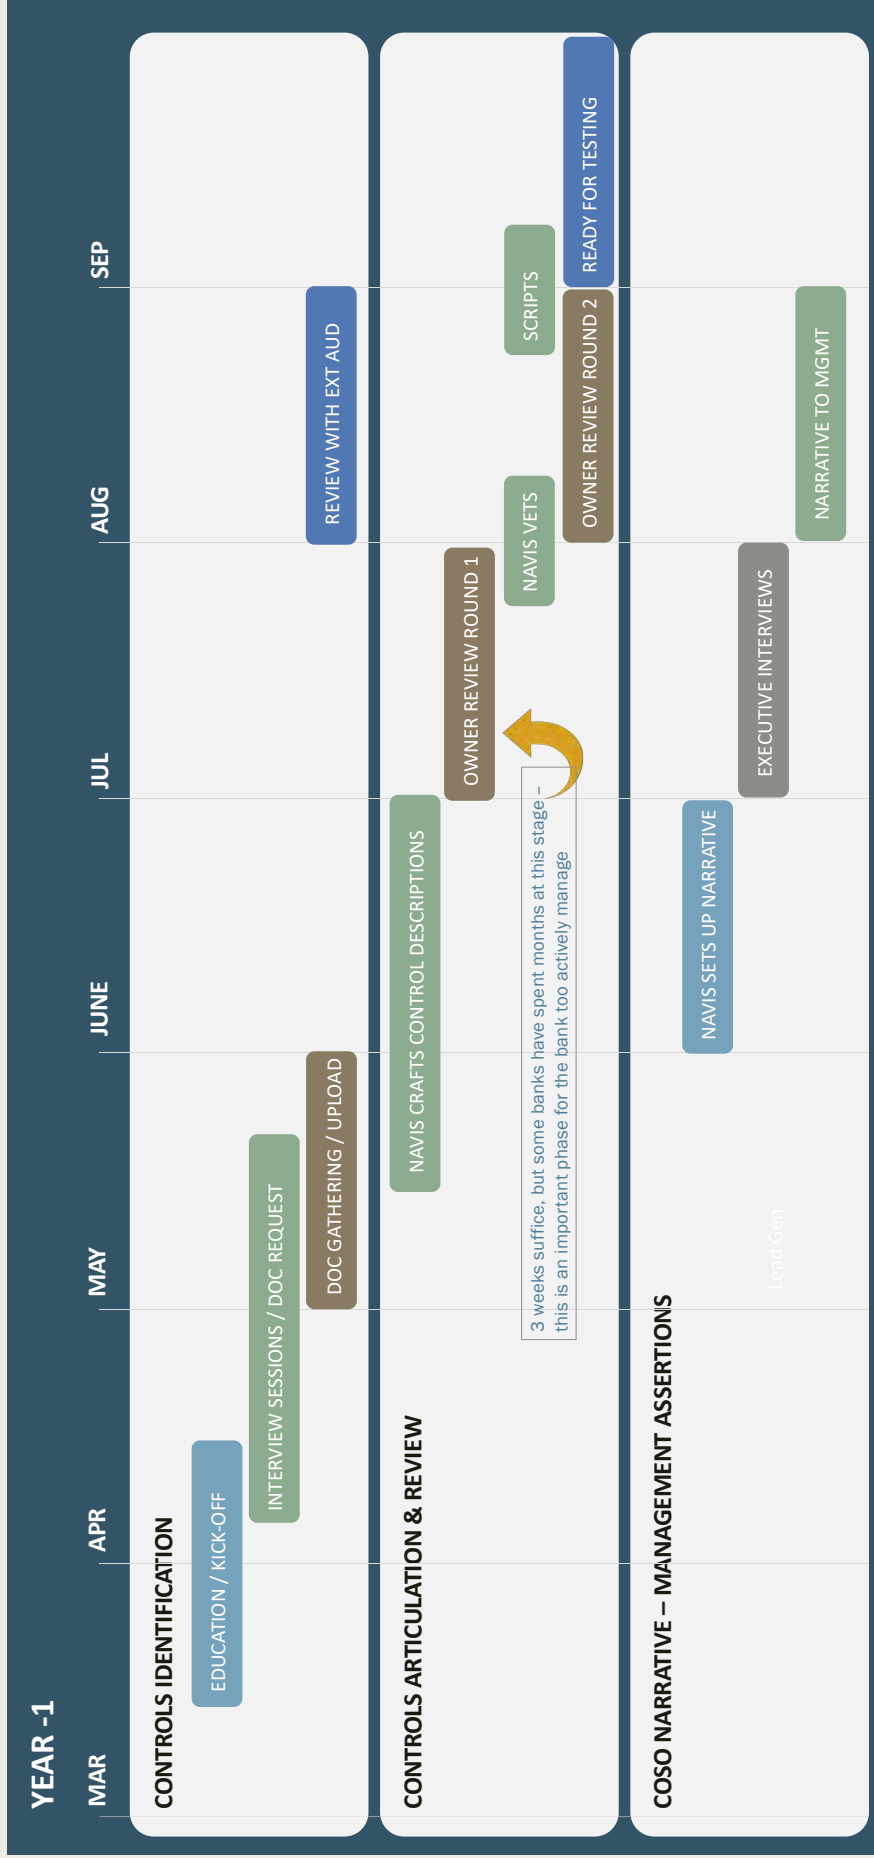 YEAR -1
MAR
APR
MAY
JUNE
JUL
AUG
SEP
CONTROLS IDENTIFICATION
EDUCATION / KICK-OFF
INTERVIEW SESSIONS / DOC REQUEST
DOC GATHERING / UPLOAD
REVIEW WITH EXT AUD
CONTROLS ARTICULATION & REVIEW
NAVIS CRAFTS CONTROL DESCRIPTIONS
OWNER REVIEW ROUND 1
NAVIS VETS
SCRIPTS
3 weeks suffice, but some banks have spent months at this stage –
this is an important phase for the bank too actively manage
OWNER REVIEW ROUND 2
READY FOR TESTING
COSO NARRATIVE – MANAGEMENT ASSERTIONS
NAVIS SETS UP NARRATIVE
EXECUTIVE INTERVIEWS
Lead Gen
NARRATIVE TO MGMT